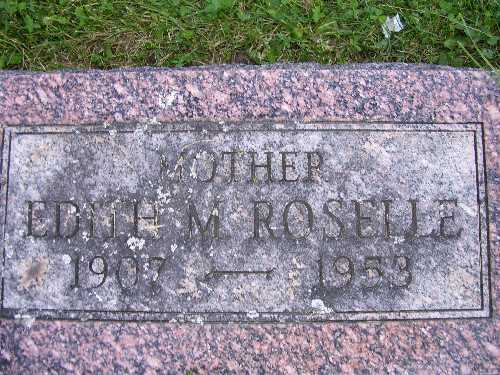 MOTHER
EDITH M. ROSELLE
1907 — 1953